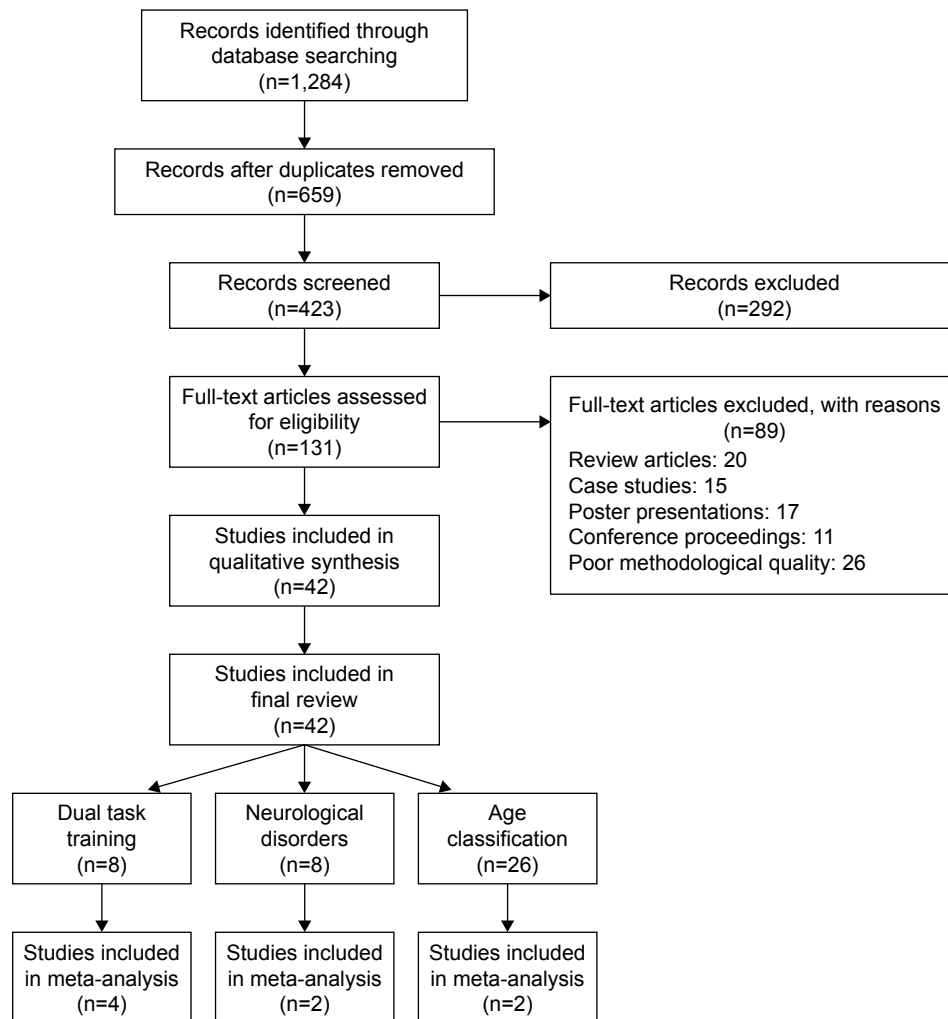 Records identified through
database searching
(n=1,284)
Records after duplicates removed
(n=659)
Records screened
(n=423)
Records excluded
(n=292)
Full-text articles assessed
for eligibility
(n=131)
Full-text articles excluded, with reasons
(n=89)
Review articles: 20
Case studies: 15
Poster presentations: 17
Conference proceedings: 11
Poor methodological quality: 26
Studies included in
qualitative synthesis
(n=42)
Studies included in
final review
(n=42)
Dual task
training
(n=8)
Neurological
disorders
(n=8)
Age
classification
(n=26)
Studies included
in meta-analysis
(n=4)
Studies included
in meta-analysis
(n=2)
Studies included
in meta-analysis
(n=2)